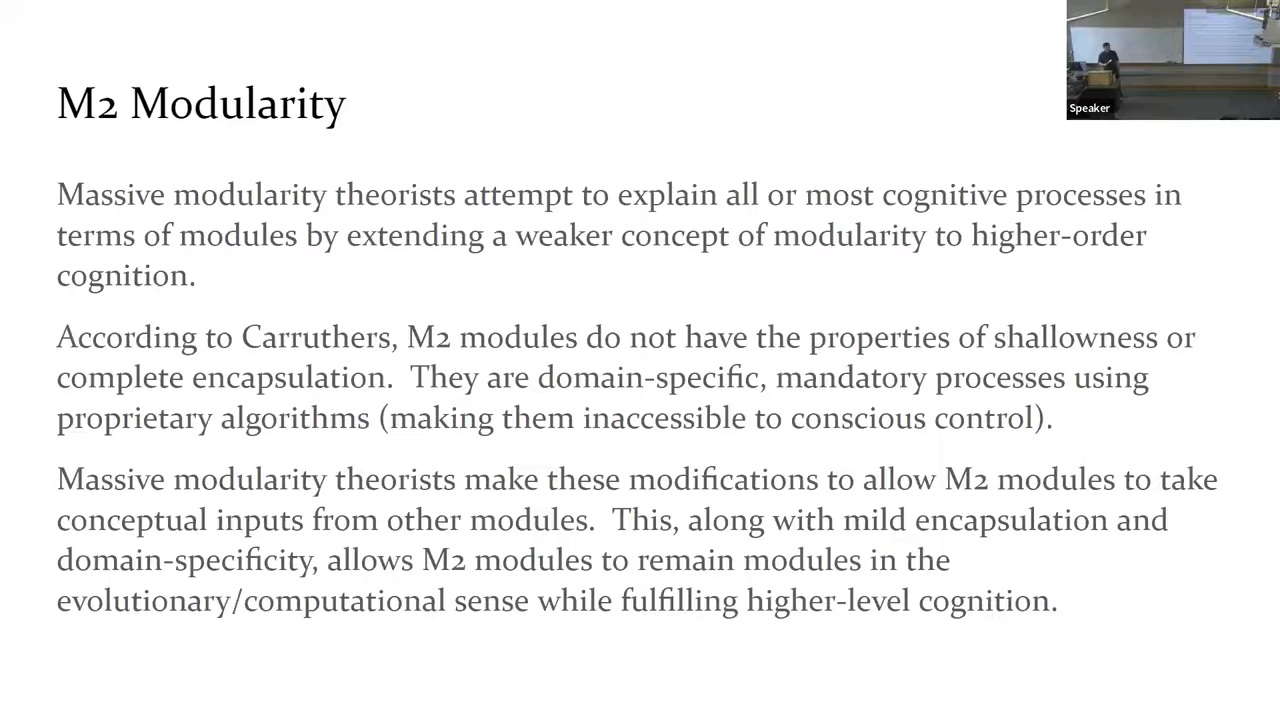 M2 Modularity
Speaker
Massive modularity theorists attempt to explain all or most cognitive processes in
terms of modules by extending a weaker concept of modularity to higher-order
cognition.
According to Carruthers, M2 modules do not have the properties of shallowness or
complete encapsulation.  They are domain-specific, mandatory processes using
proprietary algorithms (making them inaccessible to conscious control).
Massive modularity theorists make these modifications to allow M2 modules to take
conceptual inputs from other modules.  This, along with mild encapsulation and
domain-specificity, allows M2 modules to remain modules in the
evolutionary/computational sense while fulfilling higher-level cognition.